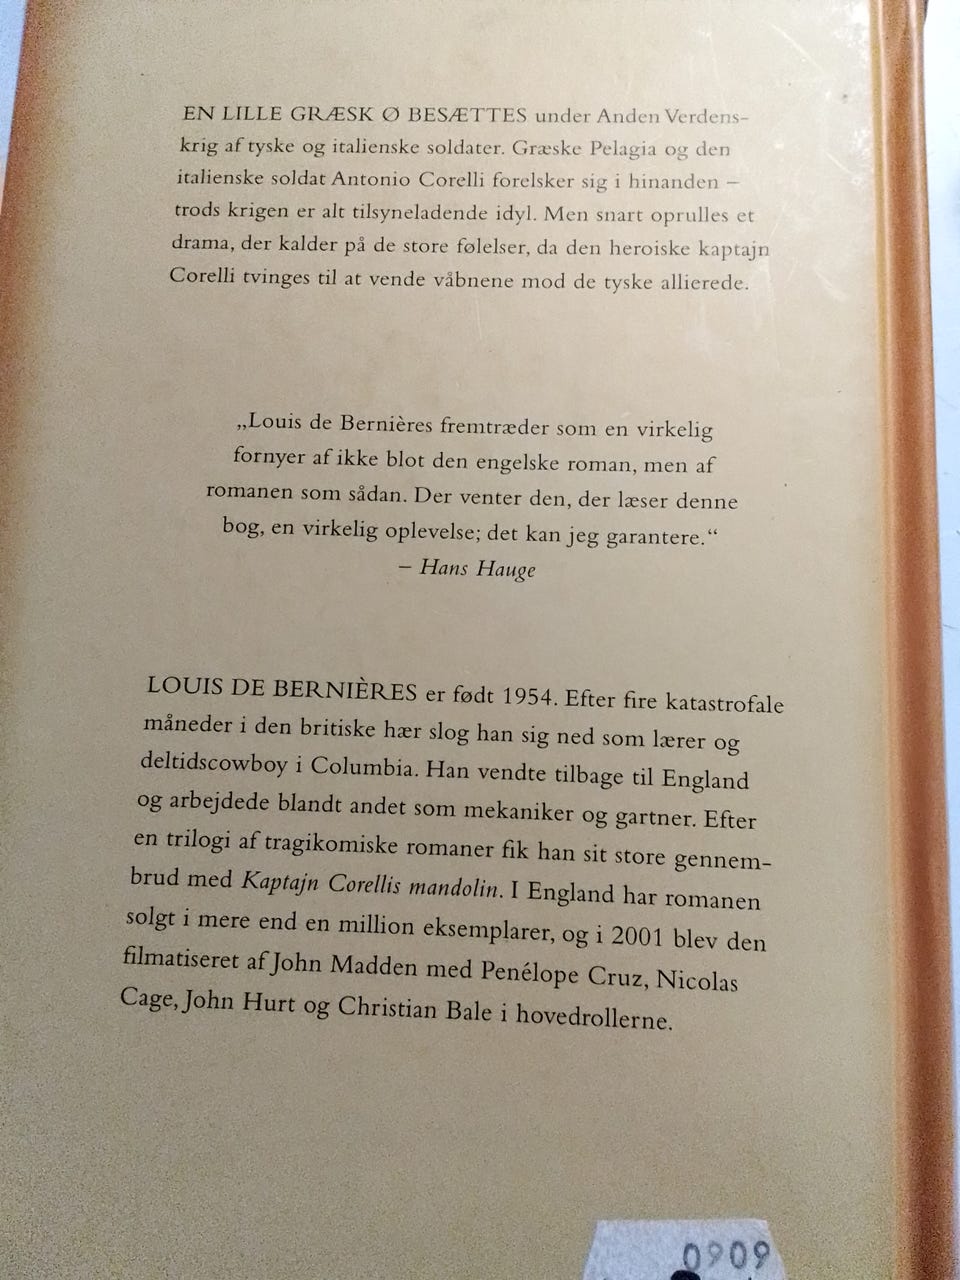 EN LILLE GRÆSK Ø BESÆTTES under Anden Verdens-
krig af tyske og italienske soldater. Græske Pelagia og den
italienske soldat Antonio Corelli forelsker sig i hinanden –
trods krigen er alt tilsyneladende idyl. Men snart oprulles et
drama, der kalder på de store følelser, da den heroiske kaptajn
Corelli tvinges til at vende våbnene mod de tyske allierede.
„Louis de Bernières fremtræder som en virkelig
fornyer af ikke blot den engelske roman, men af
romanen som sådan. Der venter den, der læser denne
bog, en virkelig oplevelse; det kan jeg garantere.“
– Hans Hauge
LOUIS DE BERNIÈRES er født 1954. Efter fire katastrofale
måneder i den britiske hær slog han sig ned som lærer og
deltidscowboy i Columbia. Han vendte tilbage til England
og arbejdede blandt andet som mekaniker og gartner. Efter
en trilogi af tragikomiske romaner fik han sit store gennem-
brud med Kaptajn Corellis mandolin. I England har romanen
solgt i mere end en million eksemplarer, og i 2001 blev den
filmatiseret af John Madden med Penélope Cruz, Nicolas
Cage, John Hurt og Christian Bale i hovedrollerne.
0909